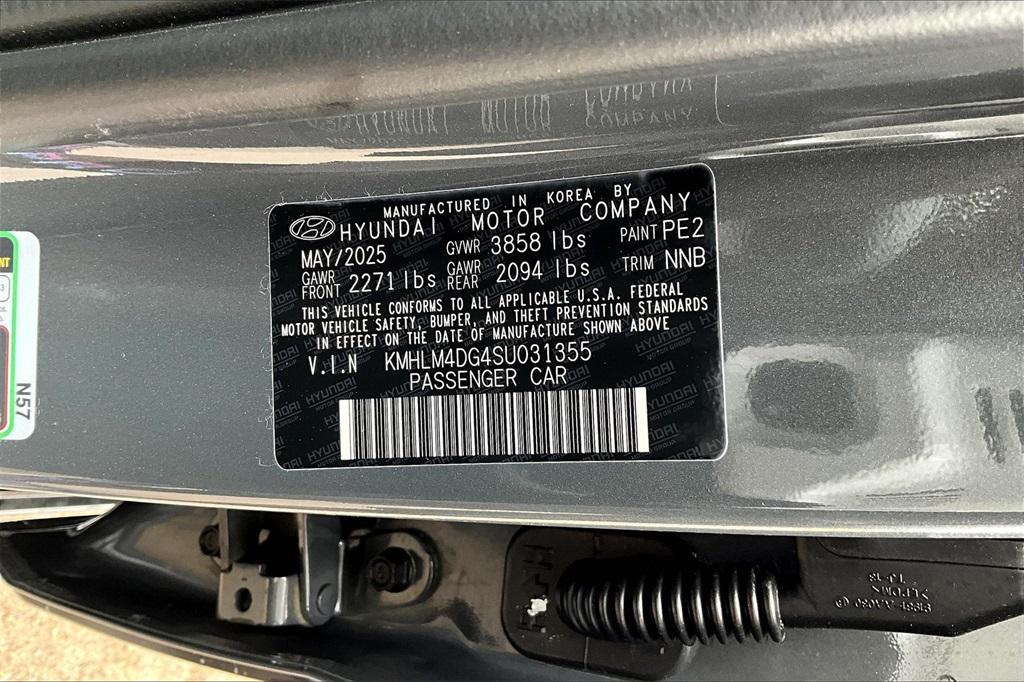 MANUFACTURED IN KOREA BY
HYUNDAI MOTOR COMPANY
MAY/2025 GVWR 3858 lbs PAINT PE2
GAWR FRONT 2271 lbs GAWR REAR 2094 lbs TRIM NNB
THIS VEHICLE CONFORMS TO ALL APPLICABLE U.S.A. FEDERAL
MOTOR VEHICLE SAFETY, BUMPER, AND THEFT PREVENTION STANDARDS
IN EFFECT ON THE DATE OF MANUFACTURE SHOWN ABOVE
V.I.N KMHLM4DG4SU031355
PASSENGER CAR
N57